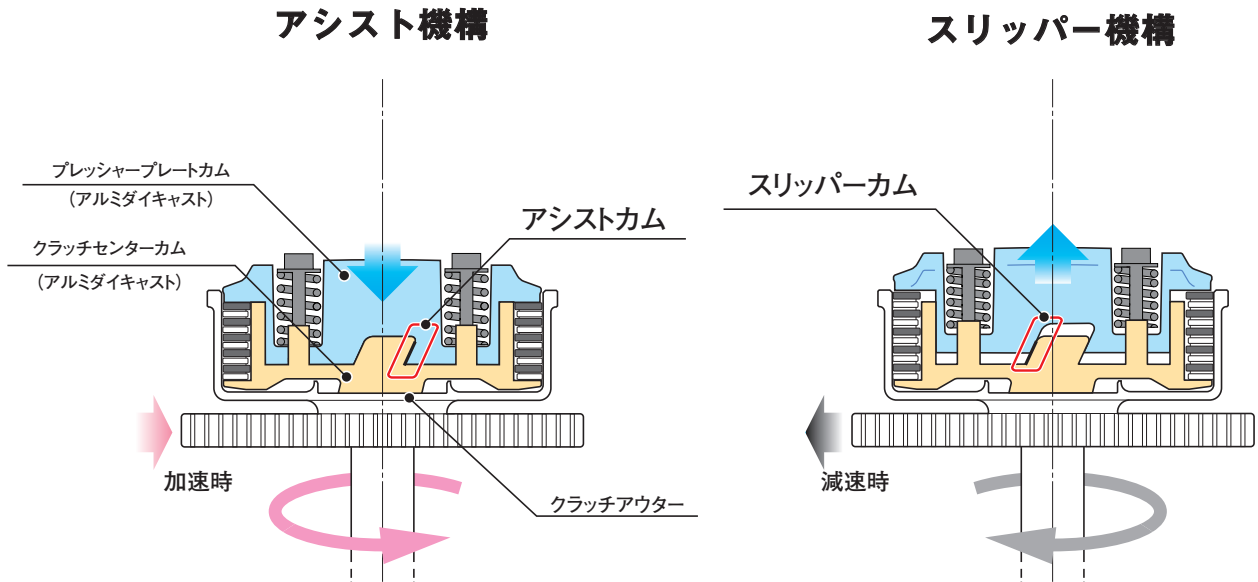 アシスト機構
プレッシャープレートカム
(アルミダイキャスト)
クラッチセンターカム
(アルミダイキャスト)
アシストカム
加速時
クラッチアウター
スリッパー機構
スリッパーカム
減速時